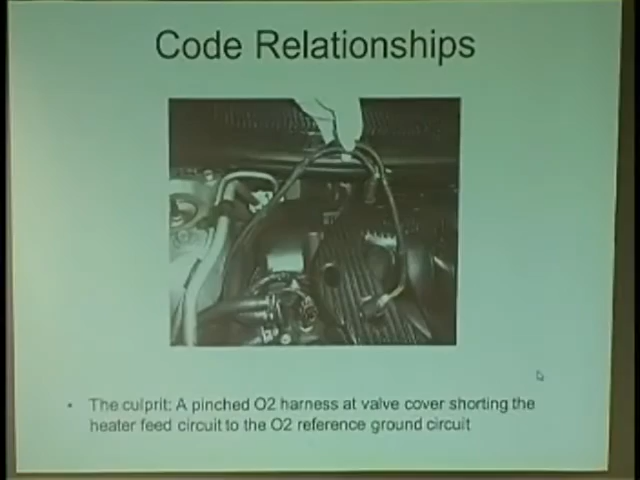 Code Relationships
• The culprit: A pinched O2 harness at valve cover shorting the
heater feed circuit to the O2 reference ground circuit